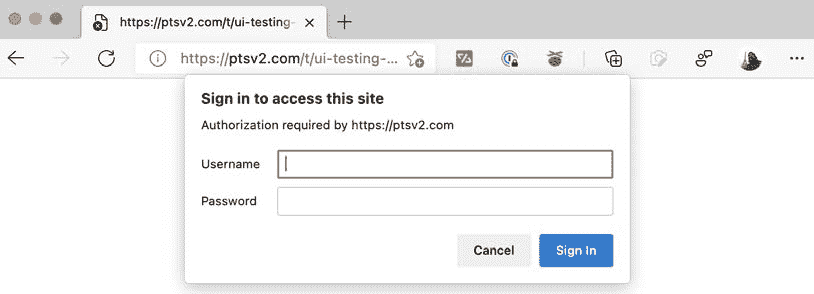 https://ptsv2.com/t/ui-testing-
https://ptsv2.com/t/ui-testing-...
Sign in to access this site
Authorization required by https://ptsv2.com
Username
Password
Cancel
Sign In